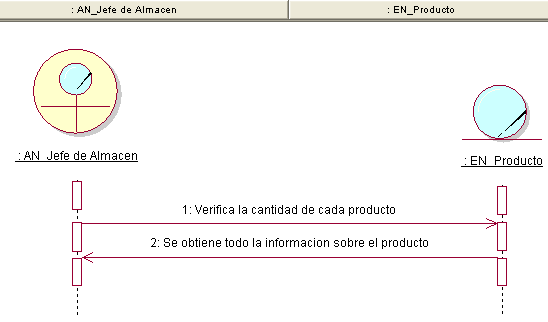 : AN_Jefe de Almacen
: EN_Producto
: AN_Jefe de Almacen
: EN_Producto
1: Verifica la cantidad de cada producto
2: Se obtiene todo la informacion sobre el producto